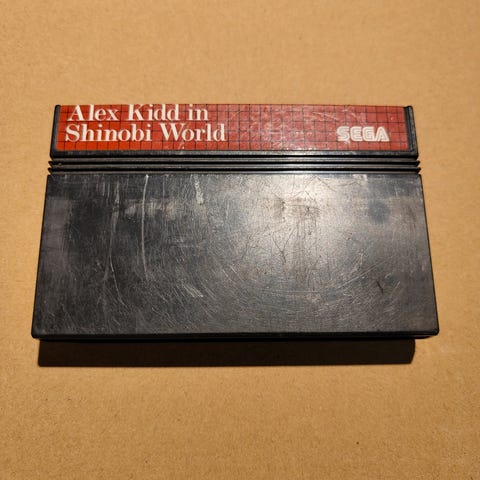 Alex Kidd in
Shinobi World
SEGA